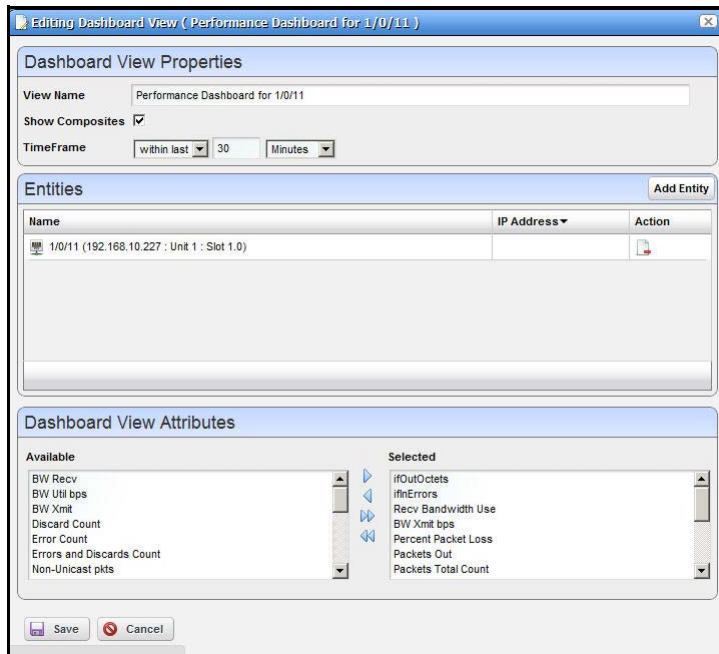 Editing Dashboard View ( Performance Dashboard for 1/0/11 )
Dashboard View Properties
View Name Performance Dashboard for 1/0/11
Show Composites
TimeFrame within last 30 Minutes
Entities Add Entity
Name IP Address Action
1/0/11 (192.168.10.227 : Unit 1 : Slot 1.0)
Dashboard View Attributes
Available Selected
BW Recv
BW Util bps
BW Xmit
Discard Count
Error Count
Errors and Discards Count
Non-Unicast pkts
ifOutOctets
ifInErrors
Recv Bandwidth Use
BW Xmit bps
Percent Packet Loss
Packets Out
Packets Total Count
Save Cancel